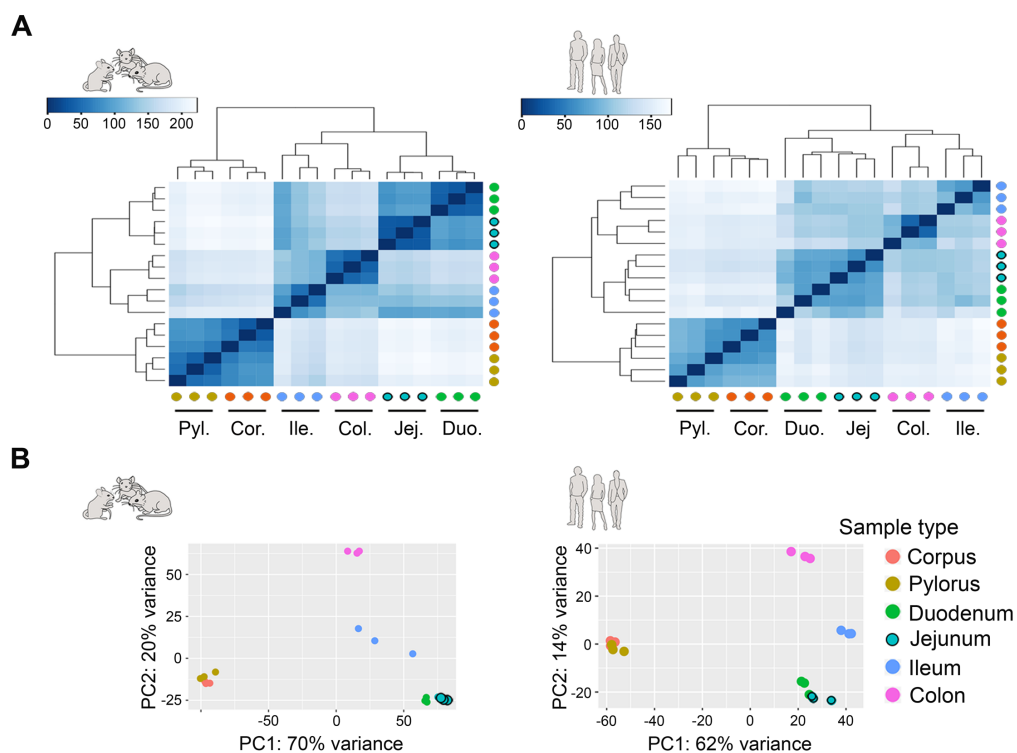 A
0 50 100 150 200
0 50 100 150
Pyl. Cor. Ile. Col. Jej. Duo.
Pyl. Cor. Duo. Jej Col. Ile.
B
PC2: 20% variance
50
25
0
-25
-50 0 50
PC1: 70% variance
PC2: 14% variance
40
20
0
-20
-60 -40 -20 0 20 40
PC1: 62% variance
Sample type
Corpus
Pylorus
Duodenum
Jejunum
Ileum
Colon